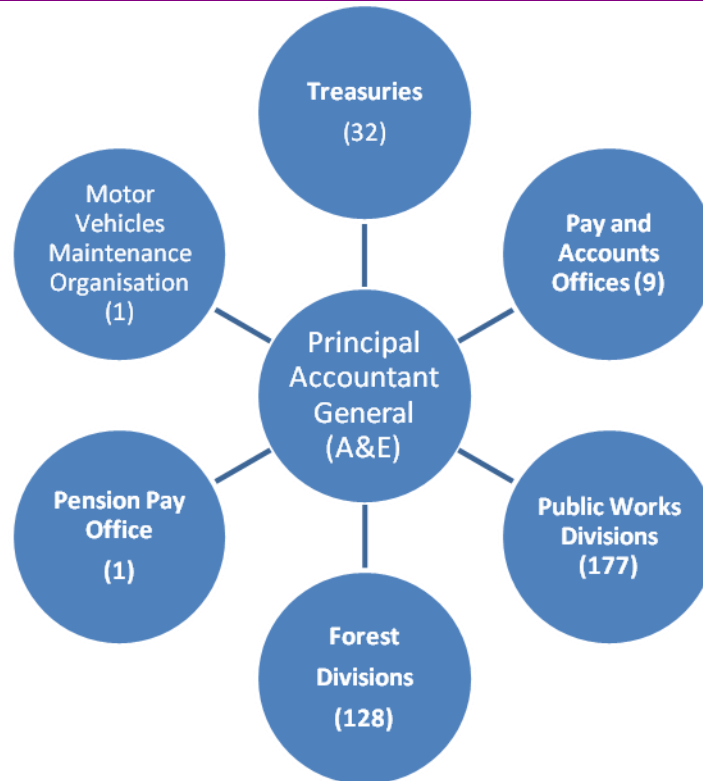 Treasuries
(32)
Motor
Vehicles
Maintenance
Organisation
(1)
Pay and
Accounts
Offices (9)
Principal
Accountant
General
(A&E)
Pension Pay
Office
(1)
Public Works
Divisions
(177)
Forest
Divisions
(128)